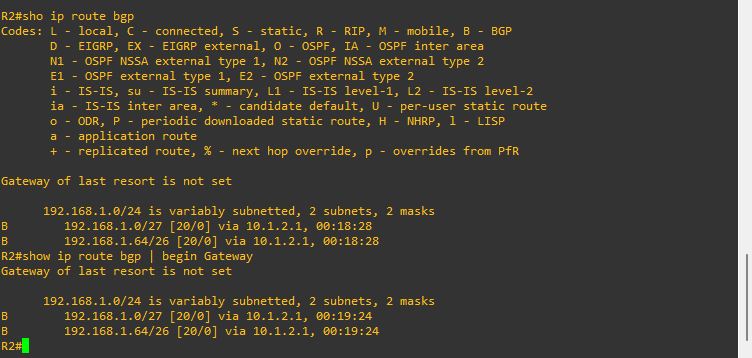 R2#sho ip route bgp
Codes: L - local, C - connected, S - static, R - RIP, M - mobile, B - BGP
D - EIGRP, EX - EIGRP external, O - OSPF, IA - OSPF inter area
N1 - OSPF NSSA external type 1, N2 - OSPF NSSA external type 2
E1 - OSPF external type 1, E2 - OSPF external type 2
i - IS-IS, su - IS-IS summary, L1 - IS-IS level-1, L2 - IS-IS level-2
ia - IS-IS inter area, * - candidate default, U - per-user static route
o - ODR, P - periodic downloaded static route, H - NHRP, l - LISP
a - application route
+ - replicated route, % - next hop override, p - overrides from PfR
Gateway of last resort is not set
192.168.1.0/24 is variably subnetted, 2 subnets, 2 masks
B 192.168.1.0/27 [20/0] via 10.1.2.1, 00:18:28
B 192.168.1.64/26 [20/0] via 10.1.2.1, 00:18:28
R2#show ip route bgp | begin Gateway
Gateway of last resort is not set
192.168.1.0/24 is variably subnetted, 2 subnets, 2 masks
B 192.168.1.0/27 [20/0] via 10.1.2.1, 00:19:24
B 192.168.1.64/26 [20/0] via 10.1.2.1, 00:19:24
R2#